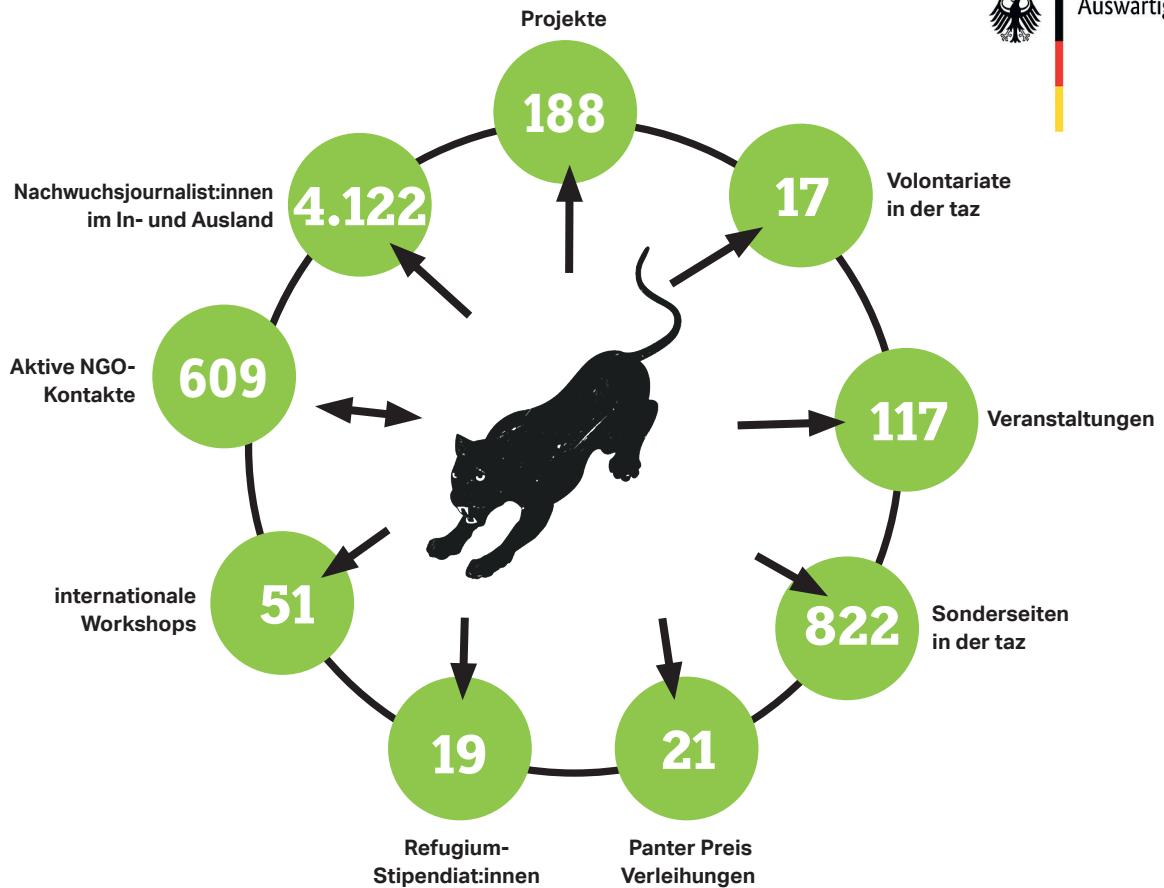 Projekte
188
Auswärtig
Nachwuchsjournalist:innen
im In- und Ausland
4.122
17
Volontariate
in der taz
Aktive NGO-
Kontakte
609
117
Veranstaltungen
internationale
Workshops
51
822
Sonderseiten
in der taz
19
21
Refugium-
Stipendiat:innen
Panter Preis
Verleihungen